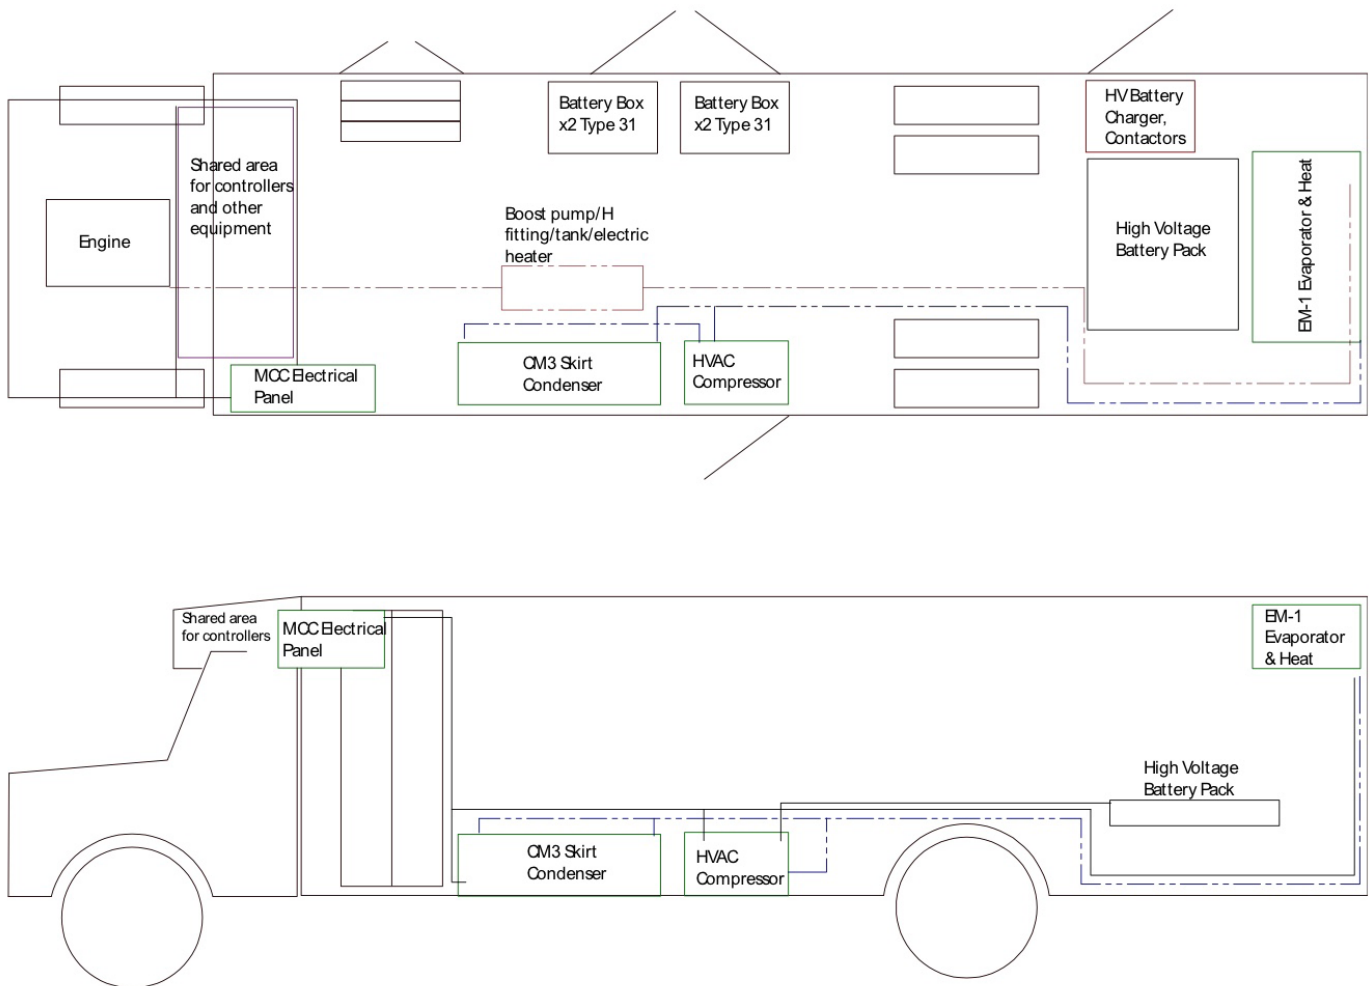 Battery Box
x2 Type 31
Battery Box
x2 Type 31
HV Battery
Charger,
Contactors
Shared area
for controllers
and other
equipment
Engine
Boost pump/H
fitting/tank/electric
heater
High Voltage
Battery Pack
EM-1 Evaporator & Heat
MCC Electrical
Panel
CM3 Skirt
Condenser
HVAC
Compressor
Shared area
for controllers
MCC Electrical
Panel
EM-1
Evaporator
& Heat
High Voltage
Battery Pack
CM3 Skirt
Condenser
HVAC
Compressor